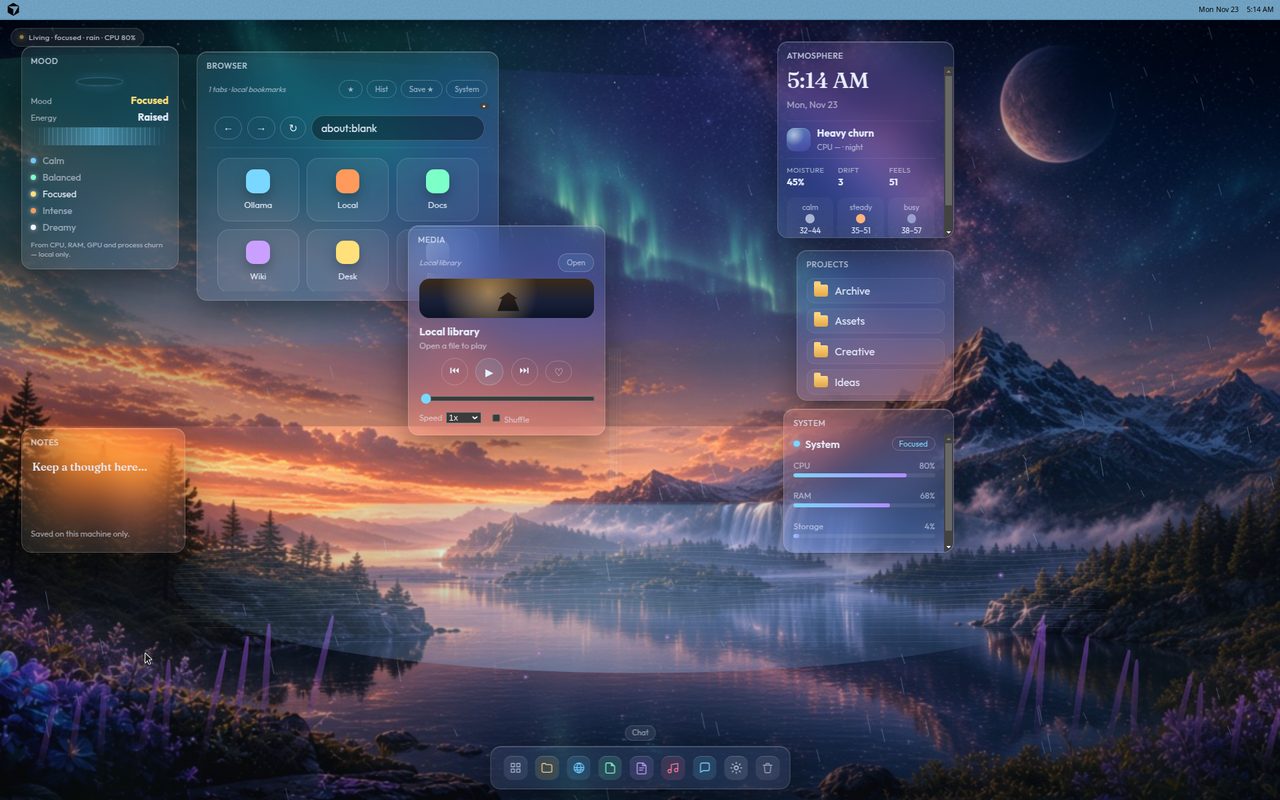 Mon Nov 23 5:14 AM
Living · focused · rain · CPU 80%
MOOD
Mood Focused
Energy Raised
Calm
Balanced
Focused
Intense
Dreamy
From CPU, RAM, GPU and process churn
— local only.
BROWSER
1 tabs · local bookmarks
★ Hist Save ★ System
← → ↻ about:blank
Ollama Local Docs
Wiki Desk
MEDIA
Local library Open
Local library
Open a file to play
Speed 1x Shuffle
ATMOSPHERE
5:14 AM
Mon, Nov 23
Heavy churn
CPU — · night
MOISTURE DRIFT FEELS
45% 3 51
calm steady busy
32–44 35–51 38–57
PROJECTS
Archive
Assets
Creative
Ideas
SYSTEM
System Focused
CPU 80%
RAM 68%
Storage 4%
NOTES
Keep a thought here...
Saved on this machine only.
Chat